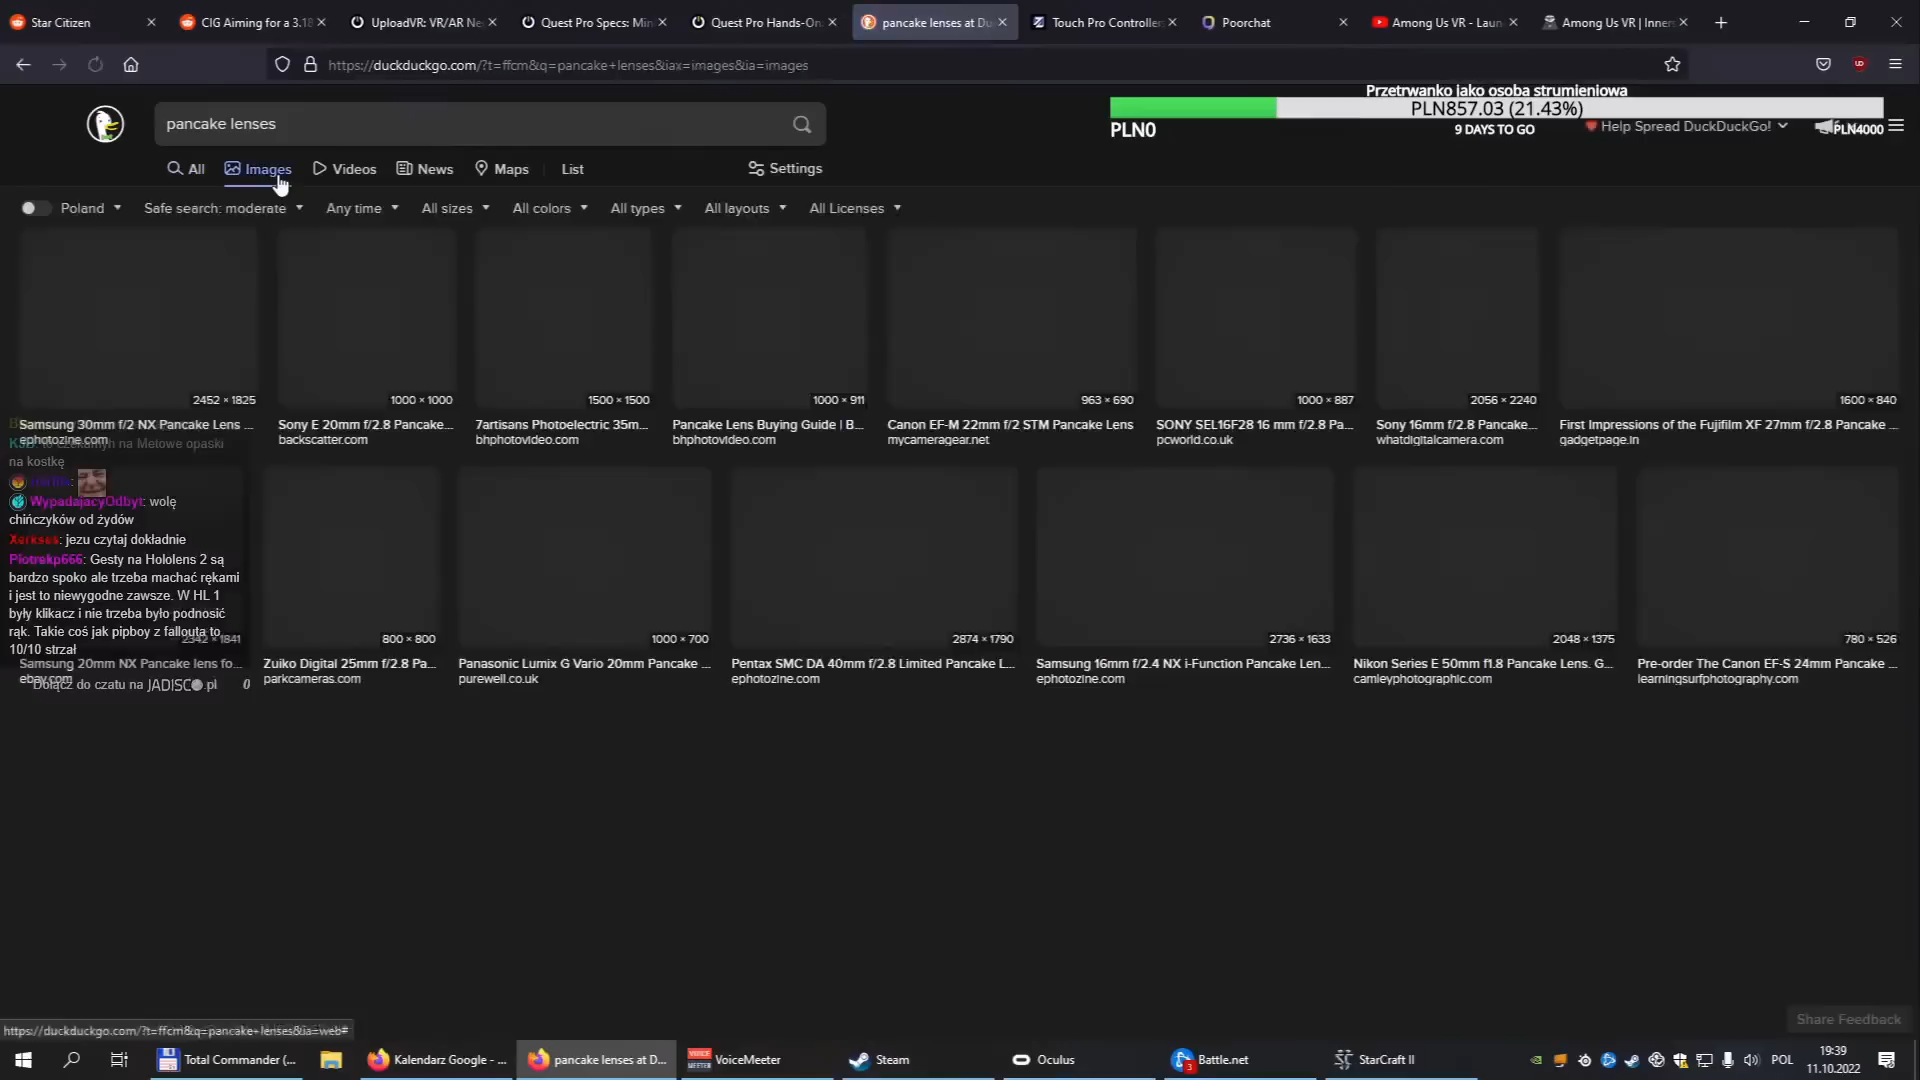 Star Citizen
CIG Aiming for a 3.18
UploadVR: VR/AR Ne
Quest Pro Specs: Min
Quest Pro Hands-On
pancake lenses at Du
Touch Pro Controller
Poorchat
Among Us VR - Laun
Among Us VR | Inner
https://duckduckgo.com/?t=ffcm&q=pancake+lenses&iax=images&ia=images
Przetrwanko jako osoba strumieniowa
PLN857.03 (21.43%)
PLN0
9 DAYS TO GO
PLN4000
Help Spread DuckDuckGo!
pancake lenses
All
Images
Videos
News
Maps
List
Settings
Poland
Safe search: moderate
Any time
All sizes
All colors
All types
All layouts
All Licenses
2452 × 1825
1000 × 1000
1500 × 1500
1000 × 911
963 × 690
1000 × 887
2056 × 2240
1600 × 840
Samsung 30mm f/2 NX Pancake Lens ...
ephotozine.com
Sony E 20mm f/2.8 Pancake...
backscatter.com
7artisans Photoelectric 35m...
bhphotovideo.com
Pancake Lens Buying Guide | B...
bhphotovideo.com
Canon EF-M 22mm f/2 STM Pancake Lens
mycameragear.net
SONY SEL16F28 16 mm f/2.8 Pa...
pcworld.co.uk
Sony 16mm f/2.8 Pancake...
whatdigitalcamera.com
First Impressions of the Fujifilm XF 27mm f/2.8 Pancake ...
gadgetpage.in
to czekamyn na Metowe opaski
na kostkę
WypadajacyOdbyt: wolę
chińczyków od żydów
Xerkses: jezu czytaj dokładnie
Piotrekp666: Gesty na Hololens 2 są
bardzo spoko ale trzeba machać rękami
i jest to niewygodne zawsze. W HL 1
były klikacz i nie trzeba było podnosić
rąk. Takie coś jak pipboy z fallouta to
10/10 strzał
Dołącz do czatu na JADISCO.pl 0
2342 × 1841
800 × 800
1000 × 700
2874 × 1790
2736 × 1633
2048 × 1375
780 × 526
Samsung 20mm NX Pancake lens fo...
ebay.com
Zuiko Digital 25mm f/2.8 Pa...
parkcameras.com
Panasonic Lumix G Vario 20mm Pancake ...
purewell.co.uk
Pentax SMC DA 40mm f/2.8 Limited Pancake L...
ephotozine.com
Samsung 16mm f/2.4 NX i-Function Pancake Len...
ephotozine.com
Nikon Series E 50mm f1.8 Pancake Lens. G...
camleyphotographic.com
Pre-order The Canon EF-S 24mm Pancake ...
learningsurfphotography.com
Share Feedback
https://duckduckgo.com/?t=ffcm&q=pancake+lenses&ia=web#
Total Commander (...
Kalendarz Google - ...
pancake lenses at D...
VoiceMeeter
Steam
Oculus
3
Battle.net
StarCraft II
POL
19:39
11.10.2022